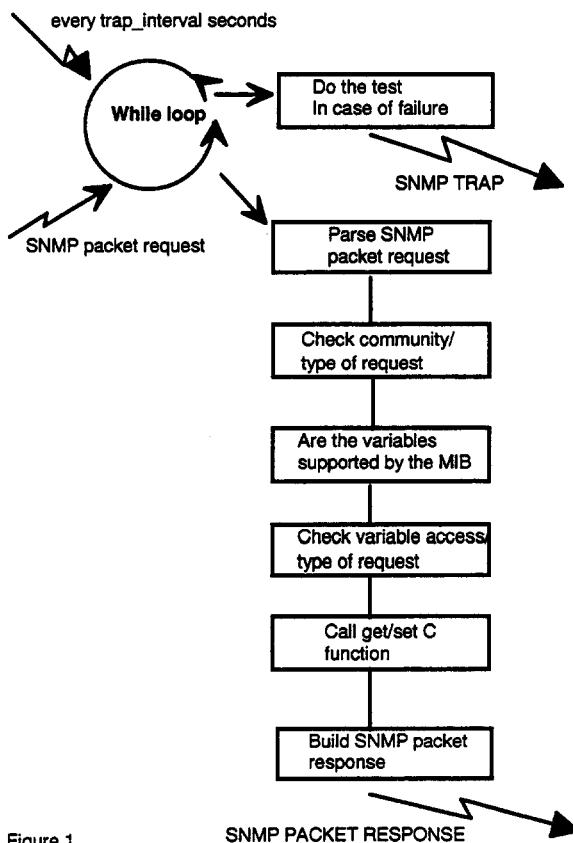 every trap_interval seconds
While loop
Do the test
In case of failure
SNMP TRAP
SNMP packet request
Parse SNMP
packet request
Check community/
type of request
Are the variables
supported by the MIB
Check variable access/
type of request
Call get/set C
function
Build SNMP packet
response
SNMP PACKET RESPONSE
Figure 1